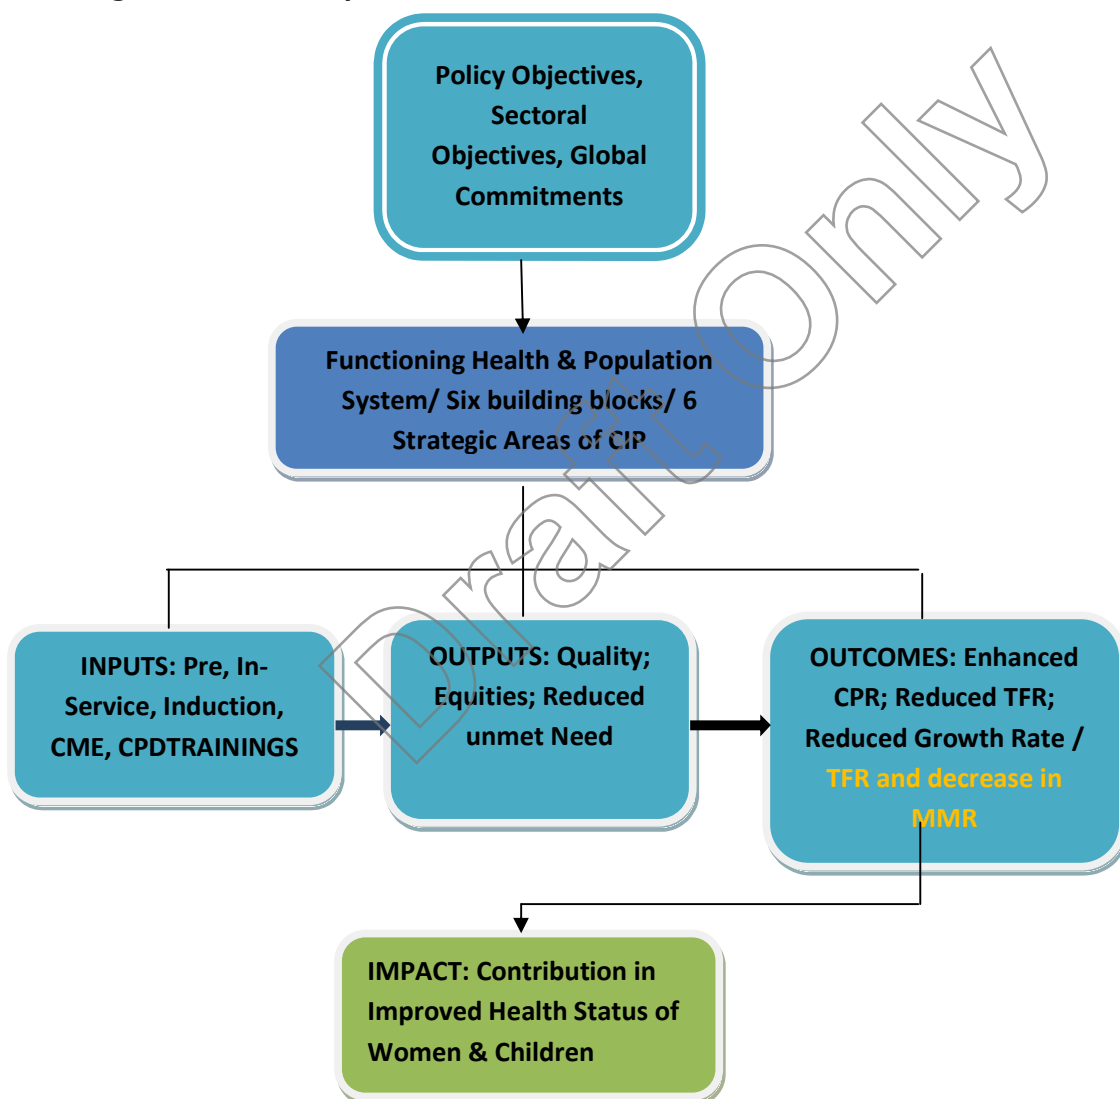 Policy Objectives,
Sectoral
Objectives, Global
Commitments
Functioning Health & Population
System/ Six building blocks/ 6
Strategic Areas of CIP
INPUTS: Pre, In-
Service, Induction,
CME, CPDTRAININGS
OUTPUTS: Quality;
Equities; Reduced
unmet Need
OUTCOMES: Enhanced
CPR; Reduced TFR;
Reduced Growth Rate /
TFR and decrease in
MMR
IMPACT: Contribution in
Improved Health Status of
Women & Children
Draft Only